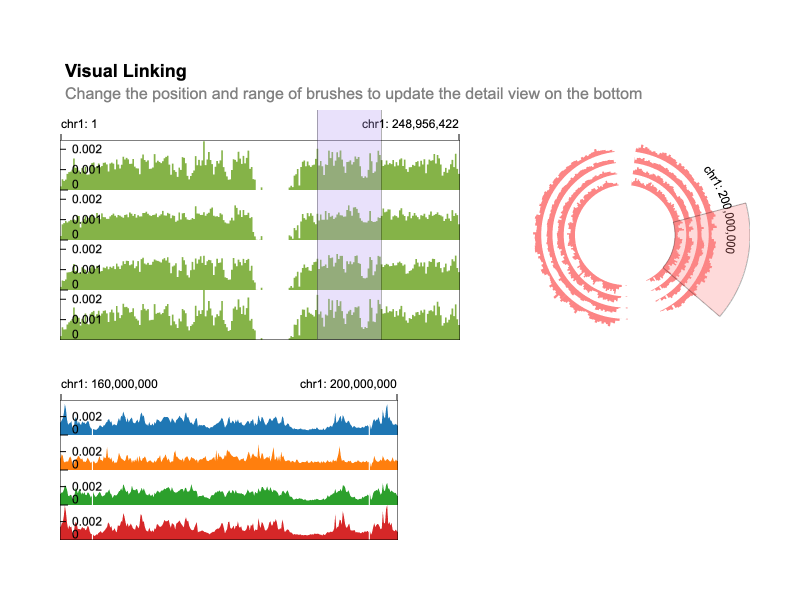 Visual Linking
Change the position and range of brushes to update the detail view on the bottom
chr1: 1
chr1: 248,956,422
0.002
0.001
0
0.002
0.001
0
0.002
0.001
0
0.002
0.001
0
chr1: 200,000,000
chr1: 160,000,000
chr1: 200,000,000
0.002
0
0.002
0
0.002
0
0.002
0